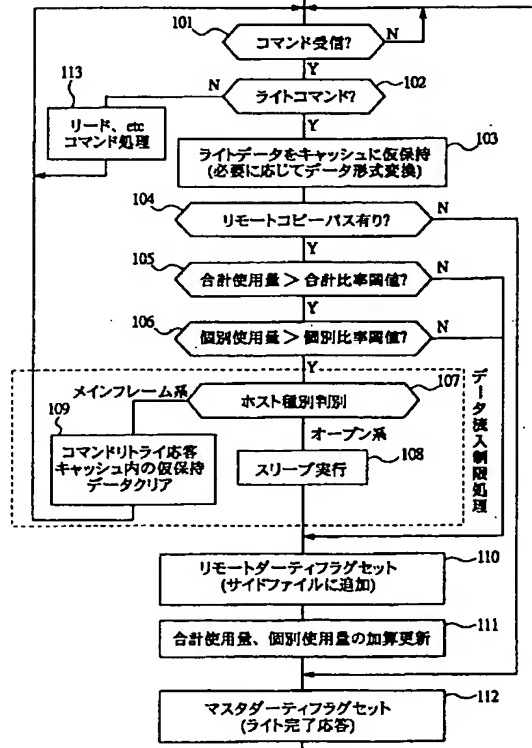 101
コマンド受信?
N
Y
113
N
ライトコマンド?
102
リード、etc
コマンド処理
Y
103
ライトデータをキャッシュに仮保持
(必要に応じてデータ形式変換)
104
リモートコピーパス有り?
N
Y
105
合計使用量>合計比率閾値?
N
Y
106
個別使用量>個別比率閾値?
N
Y
メインフレーム系
ホスト種別判別
107
データ流入制限処理
109
コマンドリトライ応答
キャッシュ内の仮保持
データクリア
オープン系
スリープ実行
108
リモートダーティフラグセット
(サイドファイルに追加)
110
合計使用量、個別使用量の加算更新
111
マスタダーティフラグセット
(ライト完了応答)
112